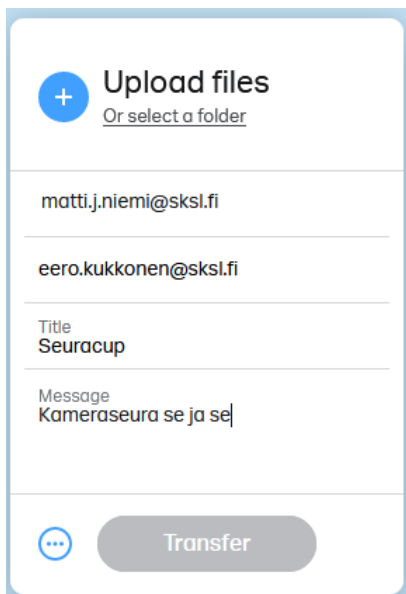 Upload files
Or select a folder
matti.j.niemi@sksl.fi
eero.kukkonen@sksl.fi
Title
Seuracup
Message
Kameraseura se ja se
Transfer